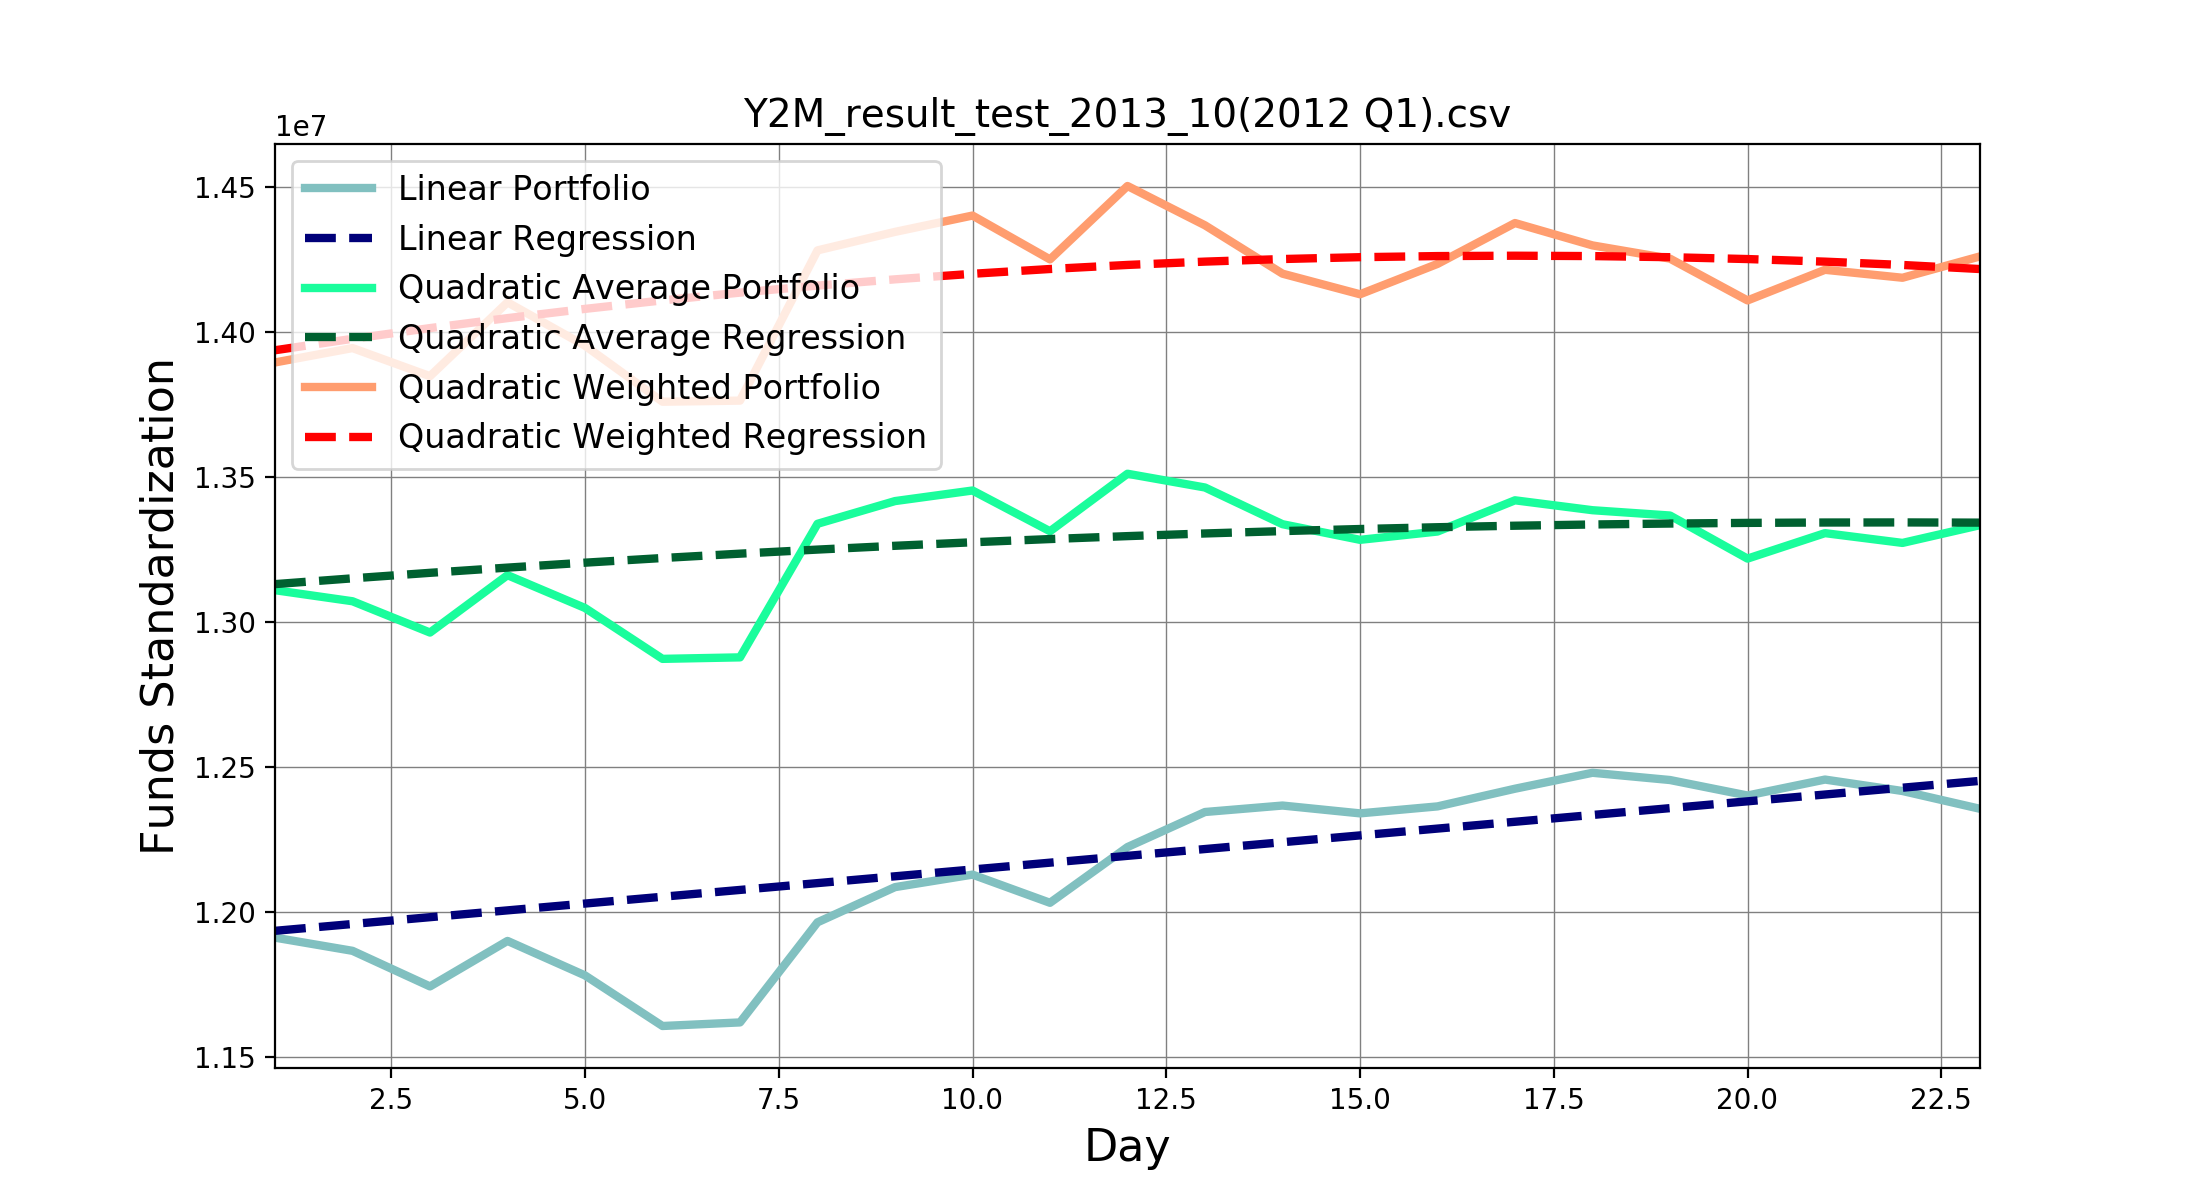 Y2M_result_test_2013_10(2012 Q1).csv
1e7
Linear Portfolio
Linear Regression
Quadratic Average Portfolio
Quadratic Average Regression
Quadratic Weighted Portfolio
Quadratic Weighted Regression
1.45
1.40
1.35
1.30
1.25
1.20
1.15
Funds Standardization
2.5 5.0 7.5 10.0 12.5 15.0 17.5 20.0 22.5
Day